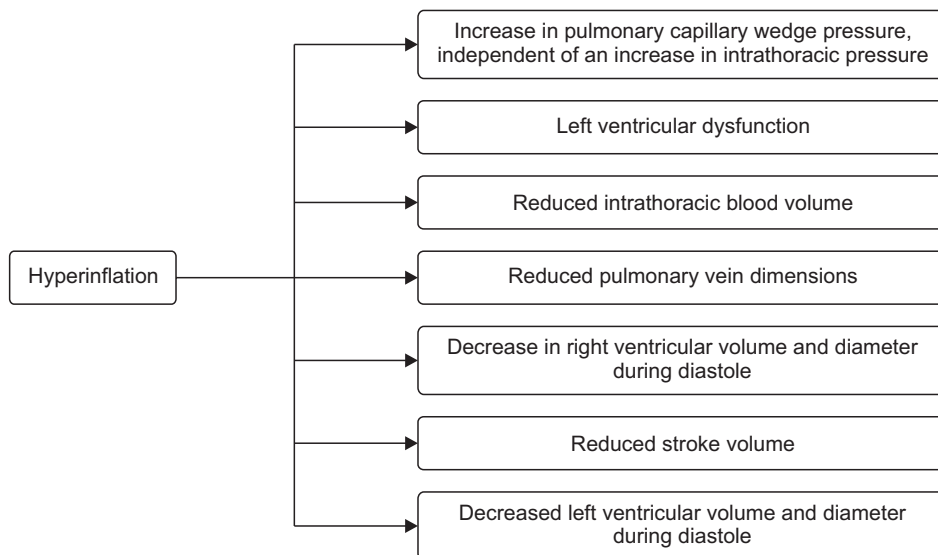 Increase in pulmonary capillary wedge pressure,
independent of an increase in intrathoracic pressure
Left ventricular dysfunction
Reduced intrathoracic blood volume
Hyperinflation
Reduced pulmonary vein dimensions
Decrease in right ventricular volume and diameter
during diastole
Reduced stroke volume
Decreased left ventricular volume and diameter
during diastole